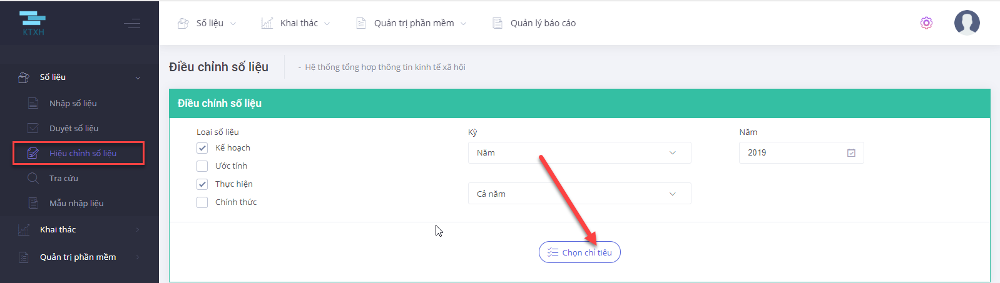 KTXH
Số liệu
Khai thác
Quản trị phần mềm
Quản lý báo cáo
Số liệu
Nhập số liệu
Duyệt số liệu
Hiệu chỉnh số liệu
Tra cứu
Mẫu nhập liệu
Khai thác
Quản trị phần mềm
Điều chỉnh số liệu
- Hệ thống tổng hợp thông tin kinh tế xã hội
Điều chỉnh số liệu
Loại số liệu
Kế hoạch
Ước tính
Thực hiện
Chính thức
Kỳ
Năm
Cả năm
Năm
2019
Chọn chỉ tiêu